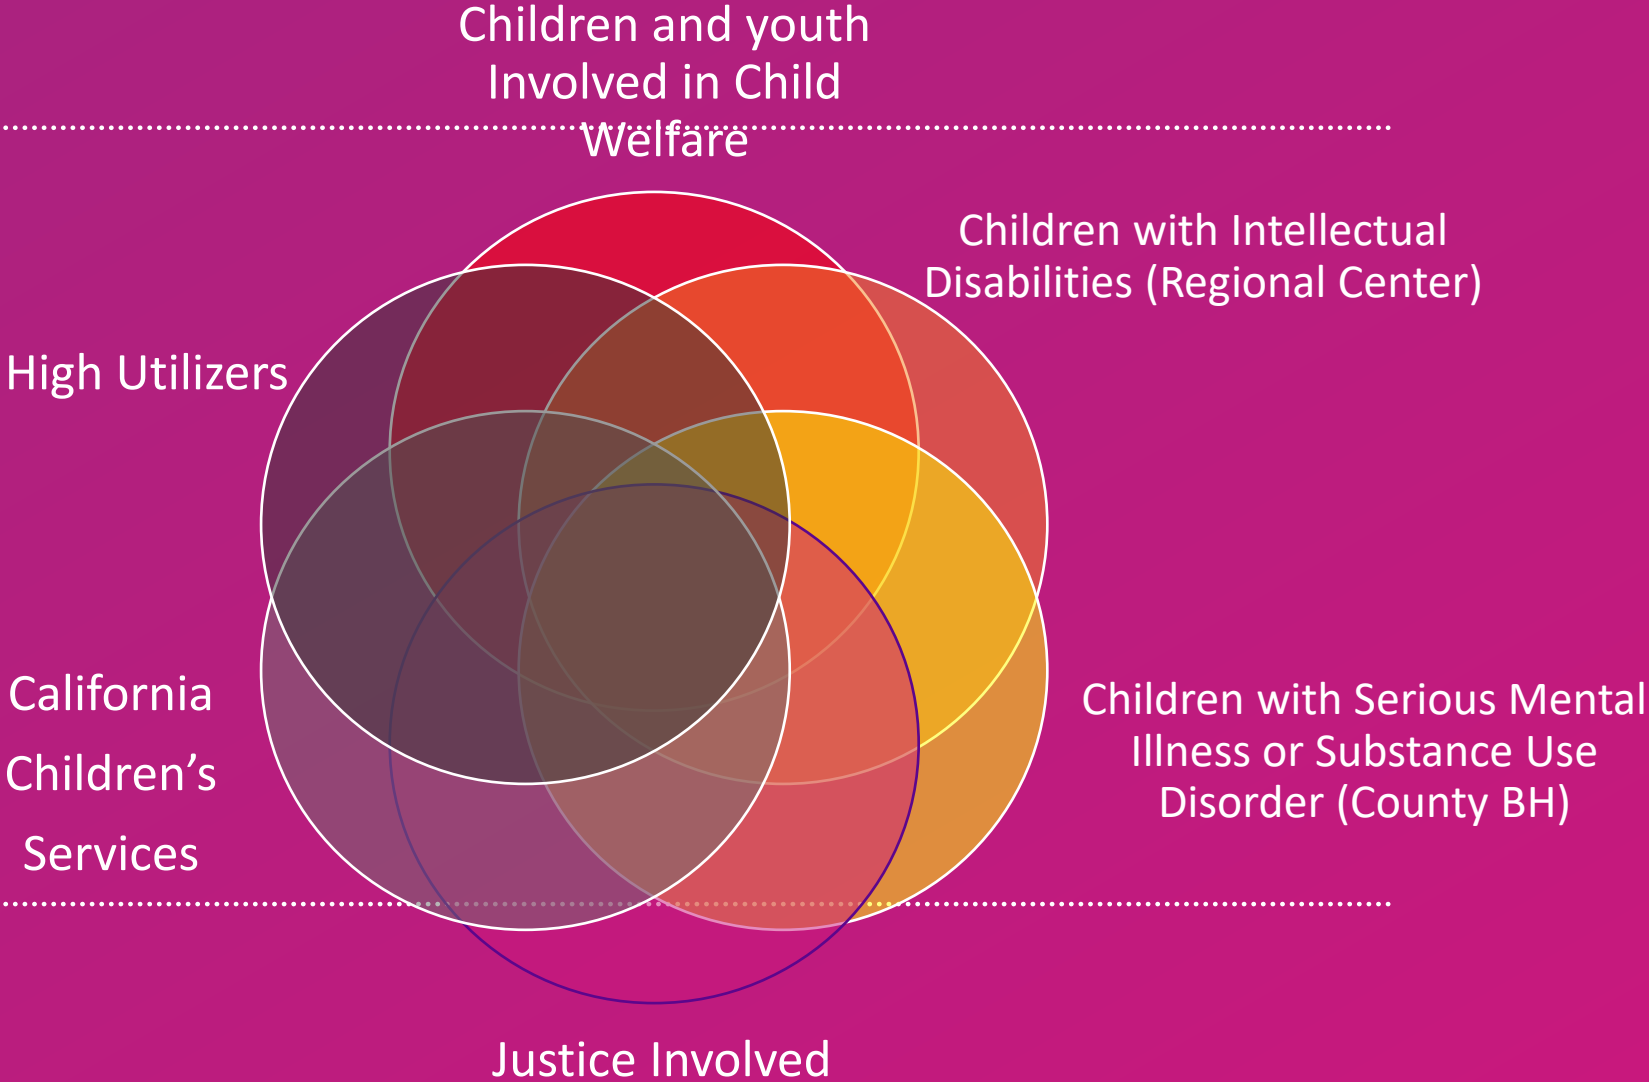 Children and youth
Involved in Child
Welfare
Children with Intellectual
Disabilities (Regional Center)
High Utilizers
California
Children’s
Services
Children with Serious Mental
Illness or Substance Use
Disorder (County BH)
Justice Involved